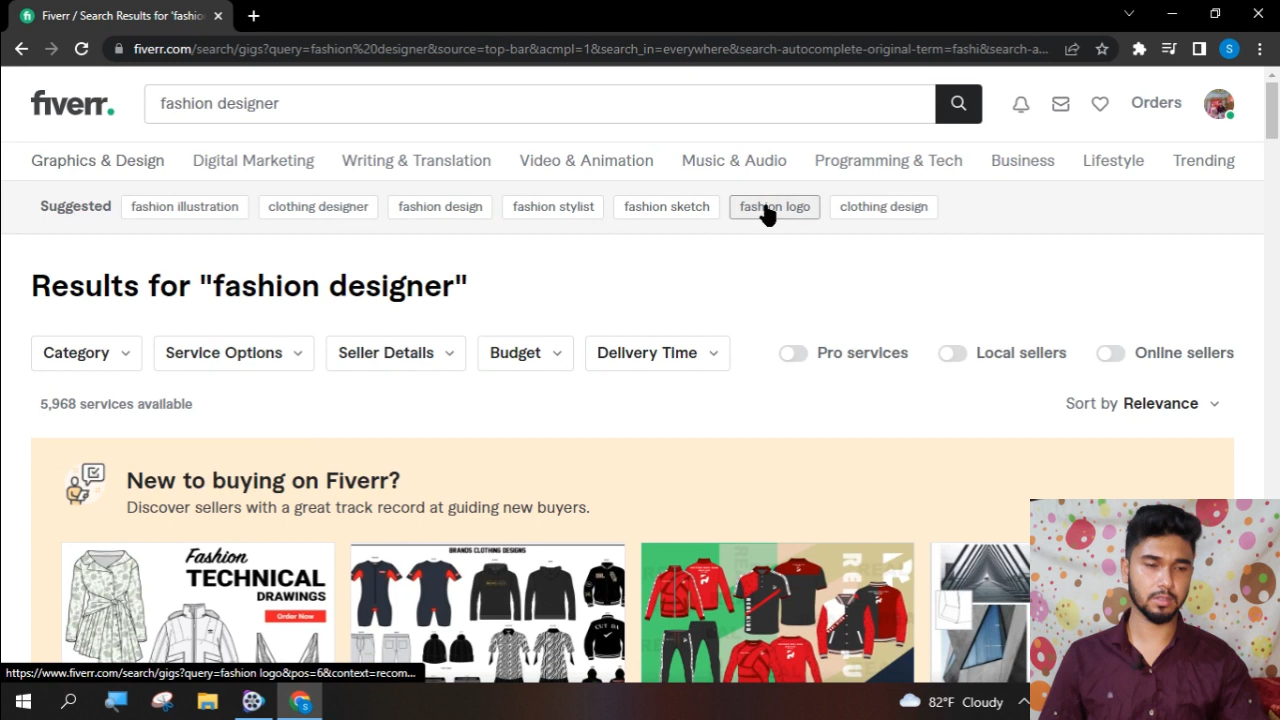 Fiverr / Search Results for 'fashio
fiverr.com/search/gigs?query=fashion%20designer&source=top-bar&acmpl=1&search_in=everywhere&search-autocomplete-original-term=fashi&search-a...
S
fiverr.
fashion designer
Orders
Graphics & Design
Digital Marketing
Writing & Translation
Video & Animation
Music & Audio
Programming & Tech
Business
Lifestyle
Trending
Suggested
fashion illustration
clothing designer
fashion design
fashion stylist
fashion sketch
fashion logo
clothing design
Results for "fashion designer"
Category
Service Options
Seller Details
Budget
Delivery Time
Pro services
Local sellers
Online sellers
5,968 services available
Sort by Relevance
New to buying on Fiverr?
Discover sellers with a great track record at guiding new buyers.
Fashion
TECHNICAL
DRAWINGS
Order Now
BRANDS CLOTHING DESIGNS
https://www.fiverr.com/search/gigs?query=fashion logo&pos=6&context=recom...
82°F Cloudy